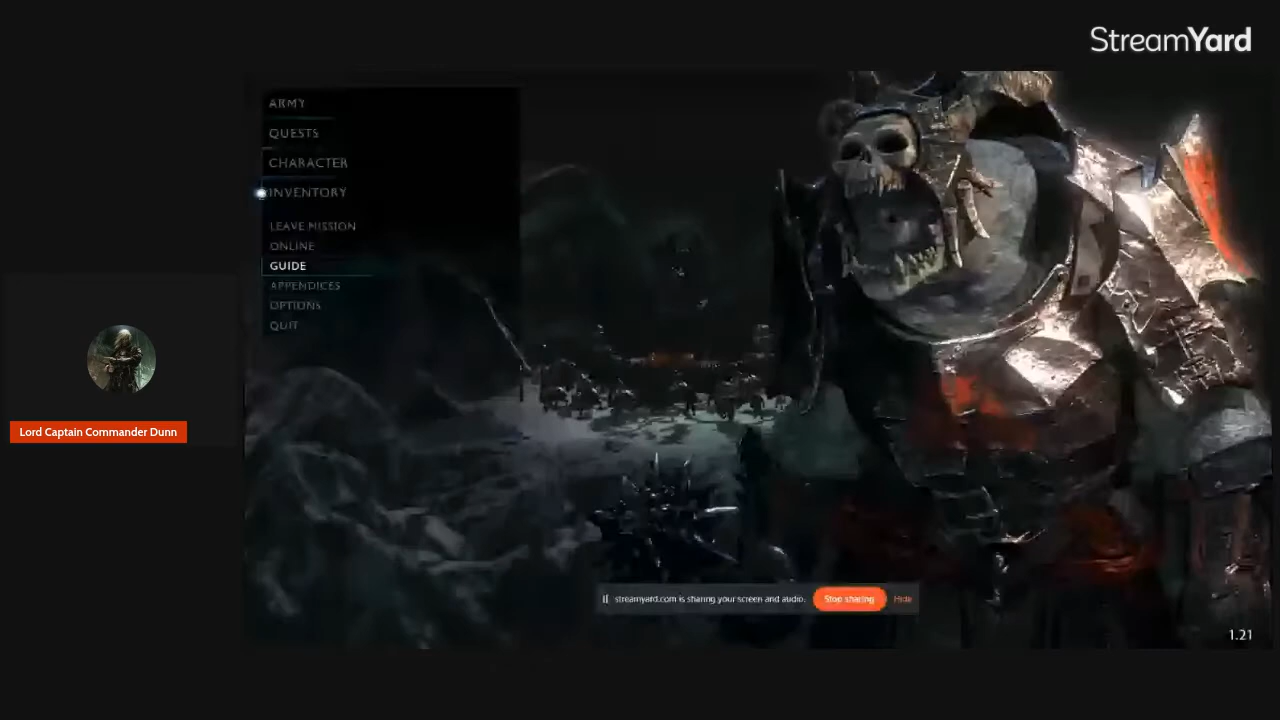 StreamYard
ARMY
QUESTS
CHARACTER
INVENTORY
LEAVE MISSION
ONLINE
GUIDE
APPENDICES
OPTIONS
QUIT
Lord Captain Commander Dunn
streamyard.com is sharing your screen and audio. Stop sharing Hide
1.21